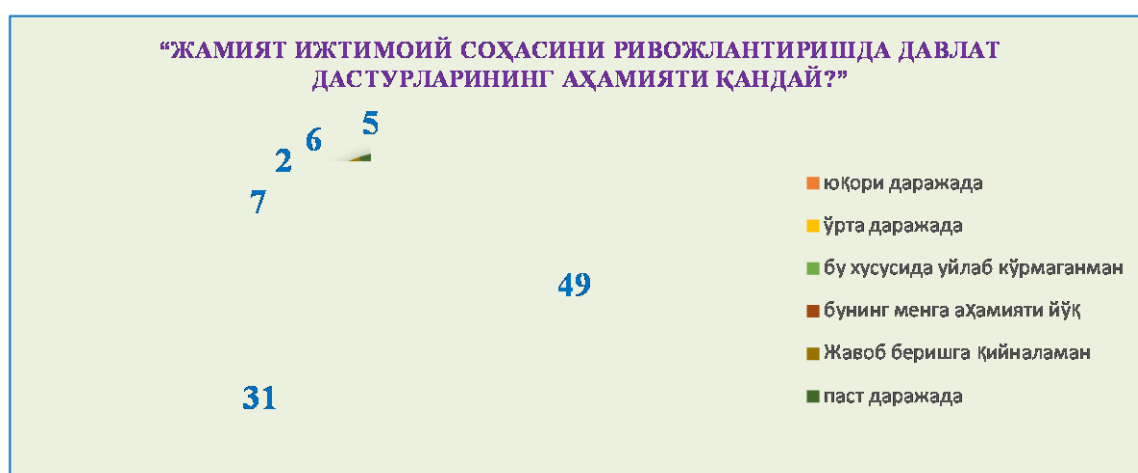 “ЖАМИЯТ ИЖТИМОИЙ СОҲАСИНИ РИВОЖЛАНТИРИШДА ДАВЛАТ
ДАСТУРЛАРИНИНГ АҲАМИЯТИ ҚАНДАЙ?”
5
6
2
7
49
31
юқори даражада
ўрта даражада
бу хусусида уйлаб кўрмаганман
бунинг менга аҳамияти йўқ
Жавоб беришга қийналаман
паст даражада